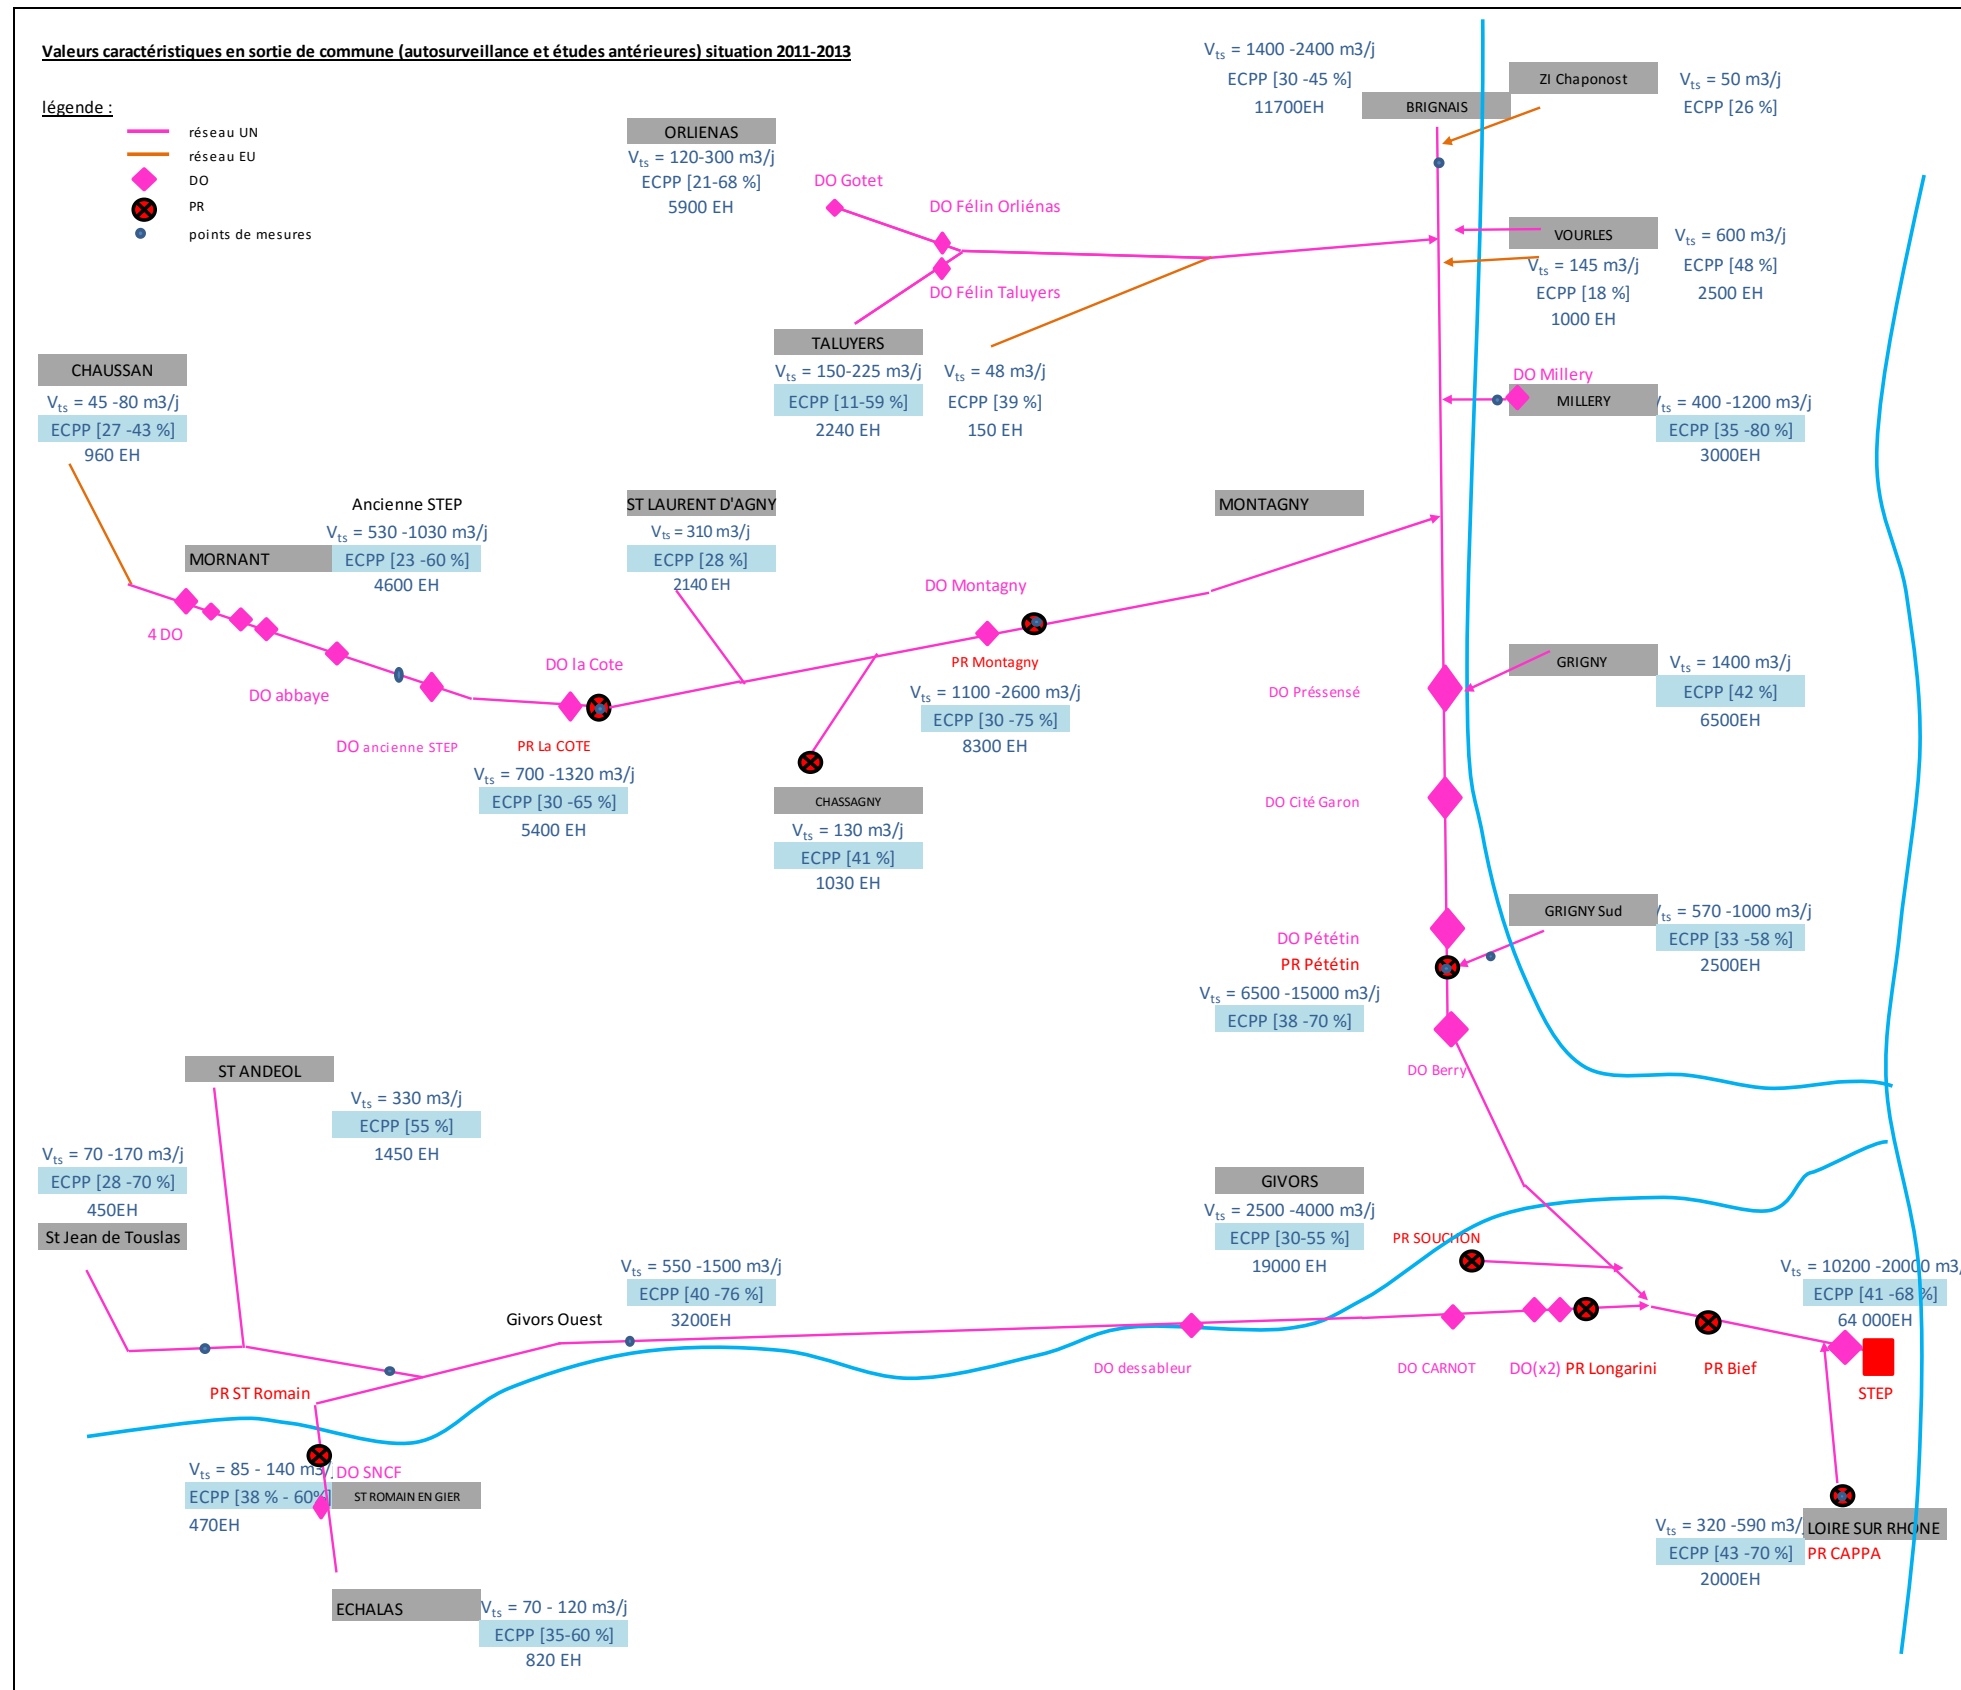 Valeurs caractéristiques en sortie de commune (autosurveillance et études antérieures) situation 2011-2013
légende :
réseau UN
réseau EU
DO
PR
points de mesures
Vts = 1400 -2400 m3/j
ECPP [30 -45 %]
11700EH
BRIGNAIS
ZI Chaponost
Vts = 50 m3/j
ECPP [26 %]
ORLIENAS
Vts = 120-300 m3/j
ECPP [21-68 %]
5900 EH
DO Gotet
DO Félin Orliénas
DO Félin Taluyers
VOURLES
Vts = 600 m3/j
ECPP [48 %]
2500 EH
Vts = 145 m3/j
ECPP [18 %]
1000 EH
TALUYERS
Vts = 150-225 m3/j
ECPP [11-59 %]
2240 EH
Vts = 48 m3/j
ECPP [39 %]
150 EH
DO Millery
MILLERY
Vts = 400 -1200 m3/j
ECPP [35 -80 %]
3000EH
CHAUSSAN
Vts = 45 -80 m3/j
ECPP [27 -43 %]
960 EH
Ancienne STEP
Vts = 530 -1030 m3/j
MORNANT
ECPP [23 -60 %]
4600 EH
ST LAURENT D'AGNY
Vts = 310 m3/j
ECPP [28 %]
2140 EH
MONTAGNY
4 DO
DO abbaye
DO ancienne STEP
DO la Cote
PR La COTE
Vts = 700 -1320 m3/j
ECPP [30 -65 %]
5400 EH
DO Montagny
PR Montagny
Vts = 1100 -2600 m3/j
ECPP [30 -75 %]
8300 EH
CHASSAGNY
Vts = 130 m3/j
ECPP [41 %]
1030 EH
DO Préssensé
GRIGNY
Vts = 1400 m3/j
ECPP [42 %]
6500EH
DO Cité Garon
GRIGNY Sud
Vts = 570 -1000 m3/j
ECPP [33 -58 %]
2500EH
DO Pététin
PR Pététin
Vts = 6500 -15000 m3/j
ECPP [38 -70 %]
DO Berry
ST ANDEOL
Vts = 330 m3/j
ECPP [55 %]
1450 EH
Vts = 70 -170 m3/j
ECPP [28 -70 %]
450EH
St Jean de Touslas
GIVORS
Vts = 2500 -4000 m3/j
ECPP [30-55 %]
19000 EH
PR SOUCHON
Givors Ouest
Vts = 550 -1500 m3/j
ECPP [40 -76 %]
3200EH
Vts = 10200 -20000 m3/
ECPP [41 -68 %]
64 000EH
DO dessableur
DO CARNOT
DO(x2)
PR Longarini
PR Bief
STEP
PR ST Romain
Vts = 85 - 140 m3/j
DO SNCF
ECPP [38 % - 60%]
ST ROMAIN EN GIER
470EH
Vts = 320 -590 m3/
LOIRE SUR RHONE
ECPP [43 -70 %]
PR CAPPA
2000EH
ECHALAS
Vts = 70 - 120 m3/j
ECPP [35-60 %]
820 EH